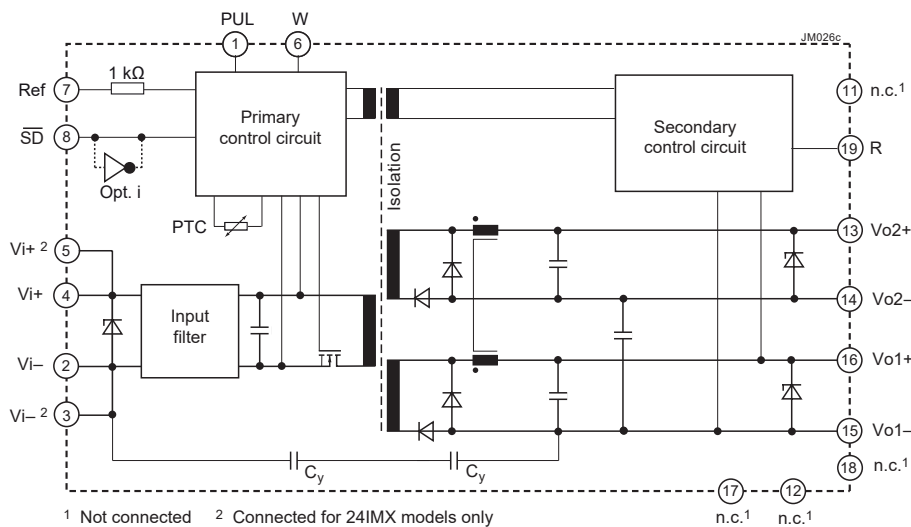 PUL
W
JM026c
1
6
Ref
7
1 kΩ
Primary
control circuit
SD
8
Opt. i
PTC
Isolation
Secondary
control circuit
11
n.c.1
19
R
Vi+ 2
5
Vi+
4
Input
filter
Vi–
2
Vi– 2
3
13
Vo2+
14
Vo2–
16
Vo1+
15
Vo1–
18
n.c.1
Cy
Cy
17
12
n.c.1
n.c.1
1 Not connected 2 Connected for 24IMX models only